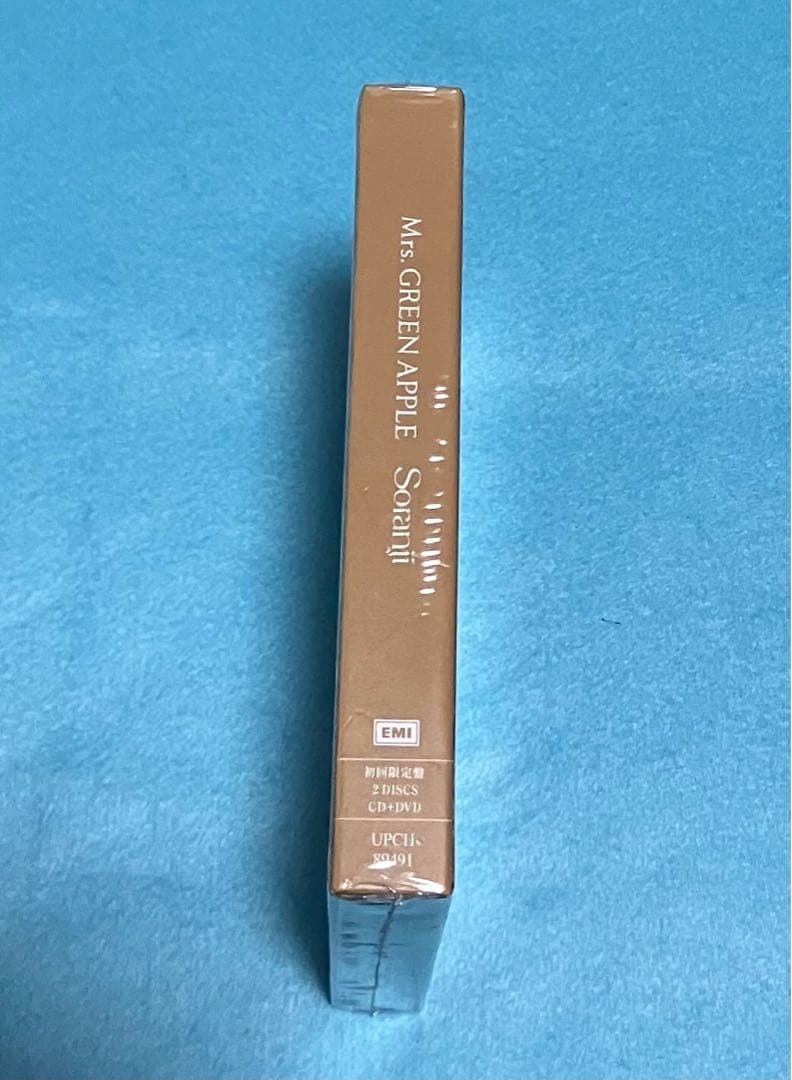 Mrs. GREEN APPLE Soranji
EMI
初回限定盤
2 DISCS
CD+DVD
UPCH-
89491